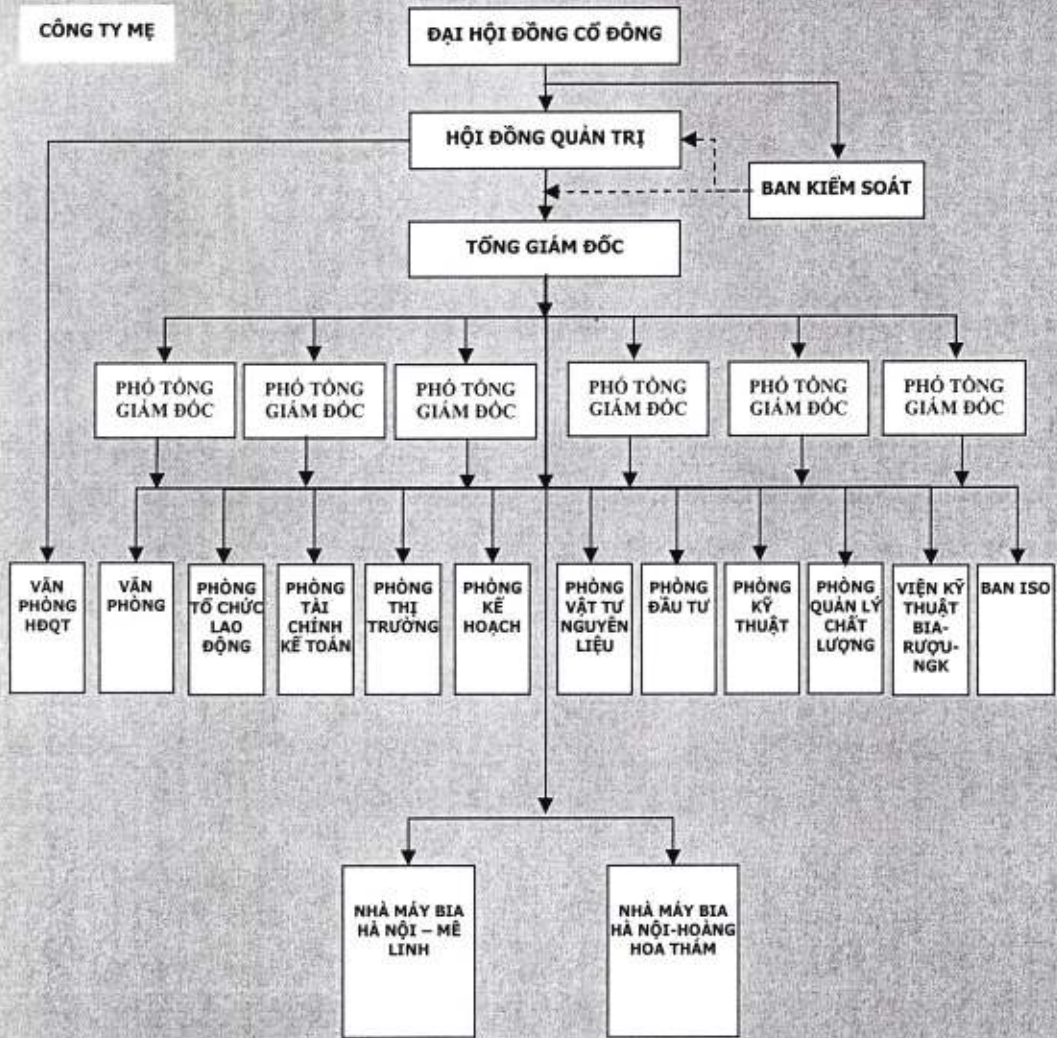 CÔNG TY MẸ
ĐẠI HỘI ĐỒNG CỔ ĐÔNG
HỘI ĐỒNG QUẢN TRỊ
BAN KIỂM SOÁT
TỔNG GIÁM ĐỐC
PHÓ TỔNG
GIÁM ĐỐC
PHÓ TỔNG
GIÁM ĐỐC
PHÓ TỔNG
GIÁM ĐỐC
PHÓ TỔNG
GIÁM ĐỐC
PHÓ TỔNG
GIÁM ĐỐC
PHÓ TỔNG
GIÁM ĐỐC
VĂN
PHÒNG
HĐQT
VĂN
PHÒNG
PHÒNG
TỔ CHỨC
LAO
ĐỘNG
PHÒNG
TÀI
CHÍNH
KẾ TOÁN
PHÒNG
THỊ
TRƯỜNG
PHÒNG
KẾ
HOẠCH
PHÒNG
VẬT TƯ
NGUYÊN
LIỆU
PHÒNG
ĐẦU TƯ
PHÒNG
KỸ
THUẬT
PHÒNG
QUẢN LÝ
CHẤT
LƯỢNG
VIỆN KỸ
THUẬT
BIA-
RƯỢU-
NGK
BAN ISO
NHÀ MÁY BIA
HÀ NỘI – MÊ
LINH
NHÀ MÁY BIA
HÀ NỘI-HOÀNG
HOA THÁM